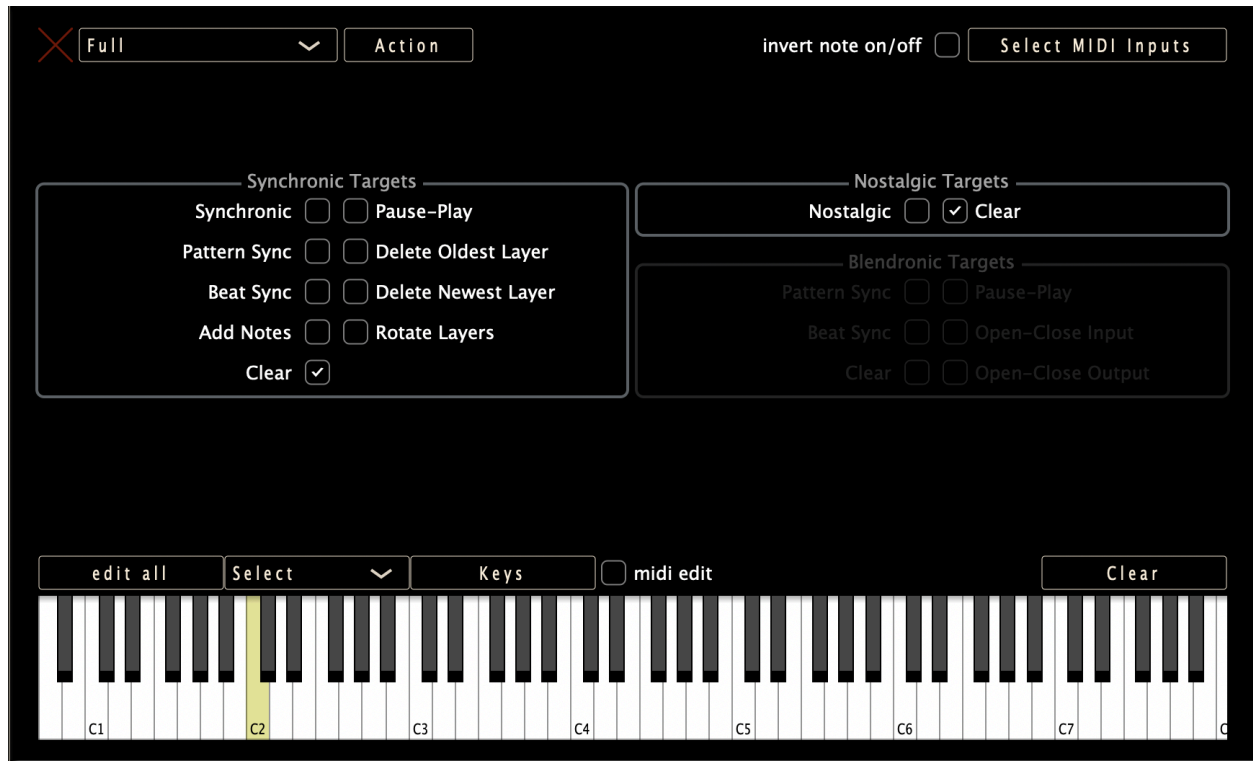 Full Action invert note on/off Select MIDI Inputs
Synchronic Targets
Synchronic Pause-Play
Pattern Sync Delete Oldest Layer
Beat Sync Delete Newest Layer
Add Notes Rotate Layers
Clear
Nostalgic Targets
Nostalgic Clear
Blendronic Targets
Pattern Sync Pause-Play
Beat Sync Open-Close Input
Clear Open-Close Output
edit all Select Keys midi edit Clear
C1 C2 C3 C4 C5 C6 C7 C